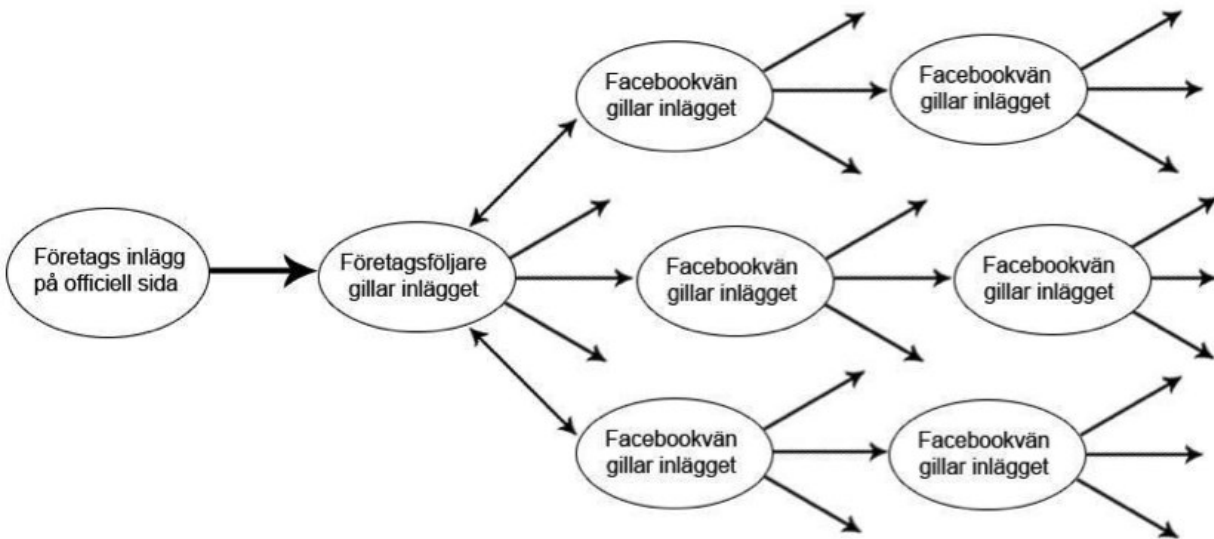 Företags inlägg
på officiell sida
Företagsföljare
gillar inlägget
Facebookvän
gillar inlägget
Facebookvän
gillar inlägget
Facebookvän
gillar inlägget
Facebookvän
gillar inlägget
Facebookvän
gillar inlägget
Facebookvän
gillar inlägget